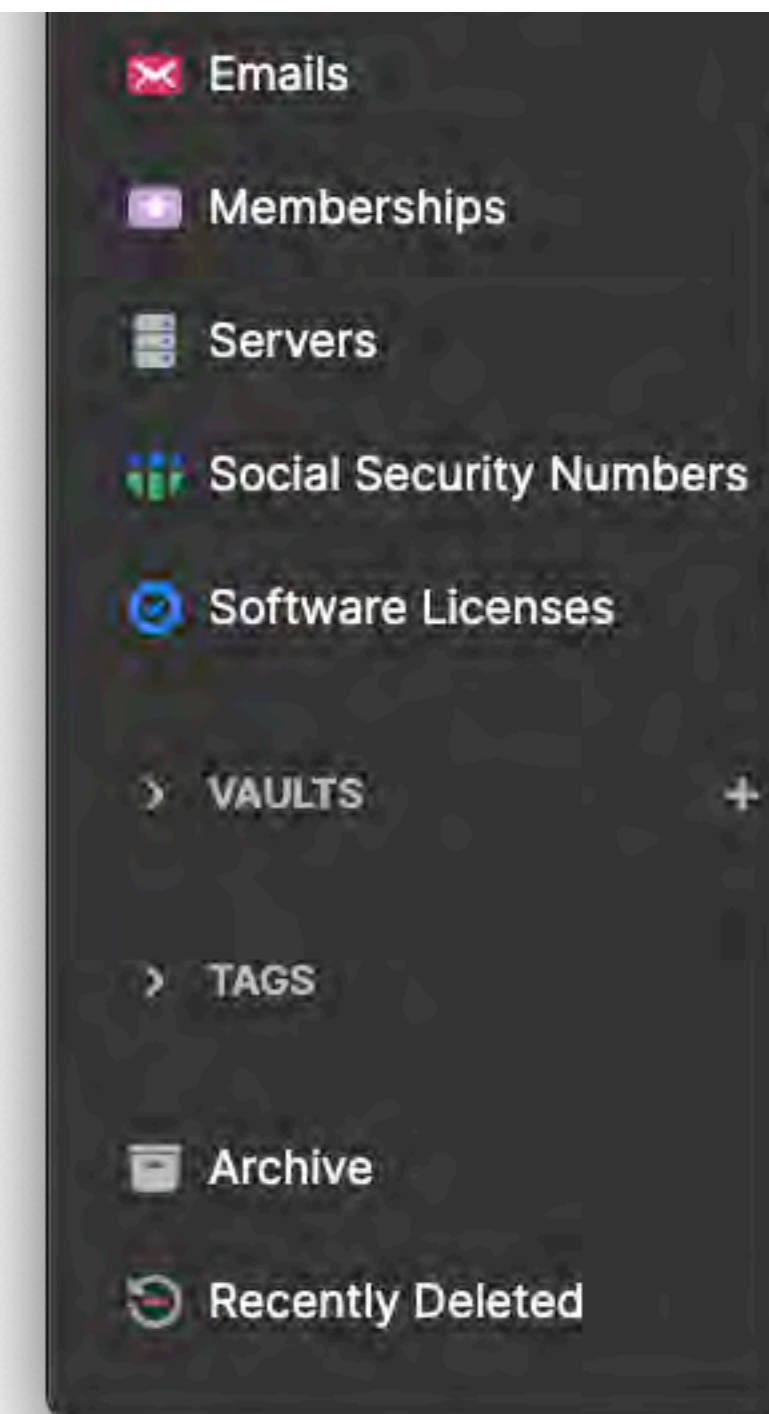 Emails
Memberships
Servers
Social Security Numbers
Software Licenses
VAULTS +
TAGS
Archive
Recently Deleted